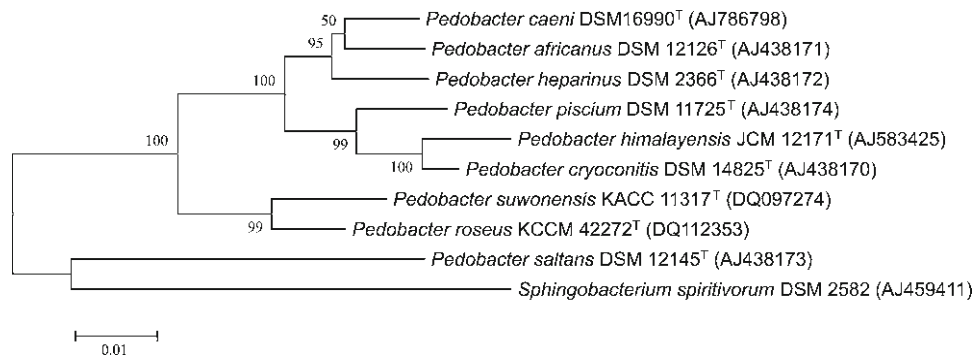 50
Pedobacter caeni DSM16990ᵀ (AJ786798)
95
Pedobacter africanus DSM 12126ᵀ (AJ438171)
100
Pedobacter heparinus DSM 2366ᵀ (AJ438172)
Pedobacter piscium DSM 11725ᵀ (AJ438174)
100
99
Pedobacter himalayensis JCM 12171ᵀ (AJ583425)
100
Pedobacter cryoconitis DSM 14825ᵀ (AJ438170)
Pedobacter suwonensis KACC 11317ᵀ (DQ097274)
99
Pedobacter roseus KCCM 42272ᵀ (DQ112353)
Pedobacter saltans DSM 12145ᵀ (AJ438173)
Sphingobacterium spiritivorum DSM 2582 (AJ459411)
0.01